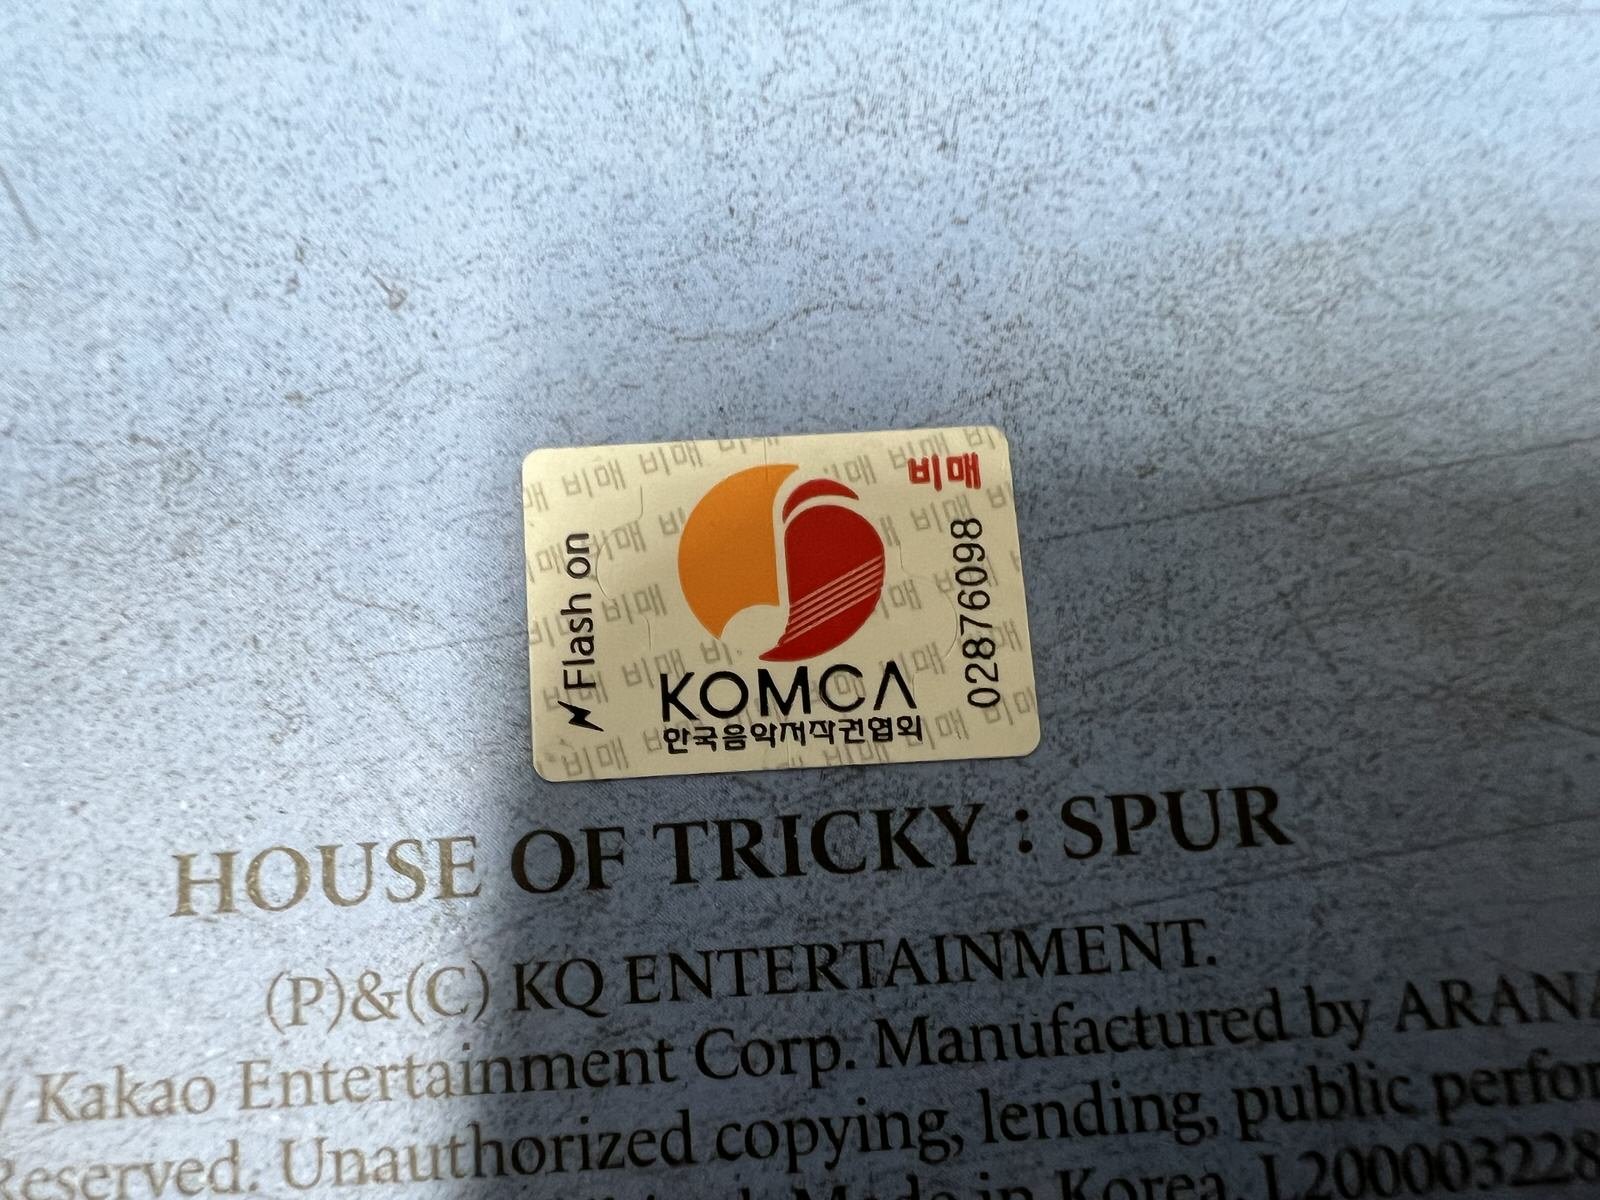 비매
Flash on
02876098
KOMCA
한국음악저작권협회
HOUSE OF TRICKY : SPUR
(P)&(C) KQ ENTERTAINMENT.
Kakao Entertainment Corp. Manufactured by
Reserved. Unauthorized copying, lending, public
Made in Korea.